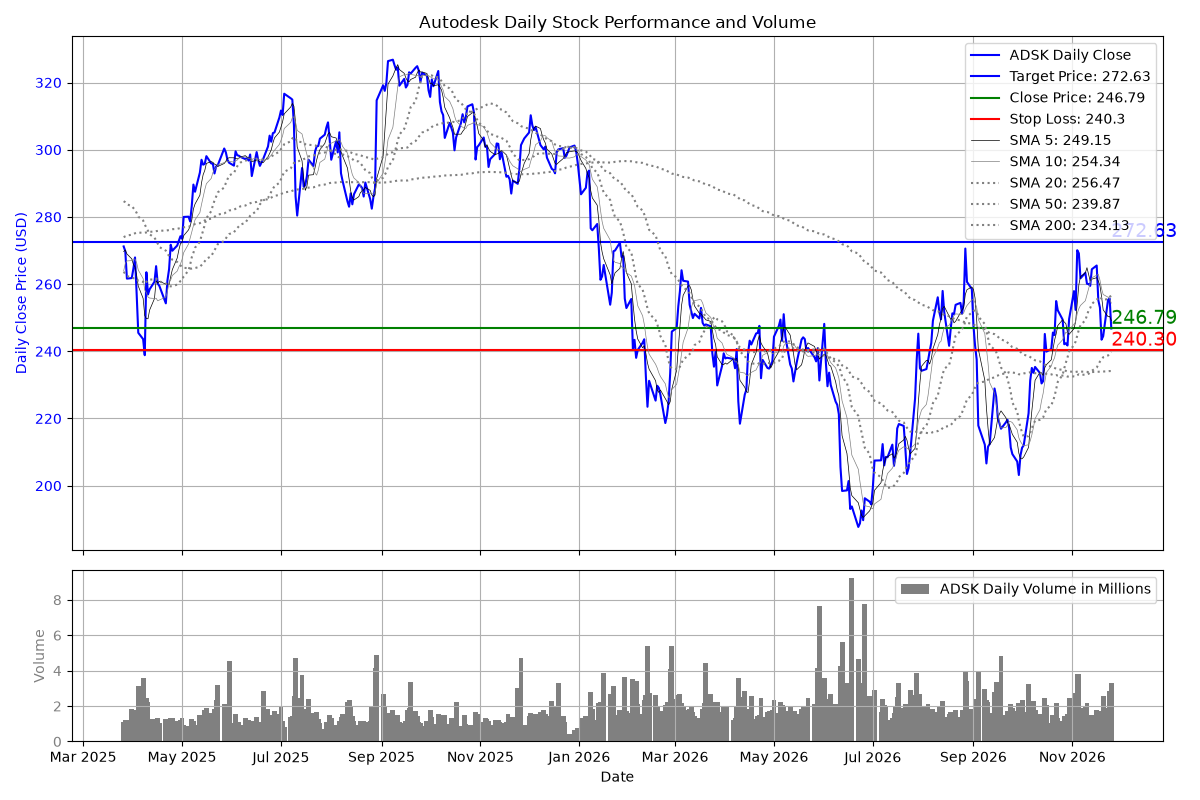 Autodesk Daily Stock Performance and Volume
320
300
280
260
240
220
200
Daily Close Price (USD)
ADSK Daily Close
Target Price: 272.63
Close Price: 246.79
Stop Loss: 240.3
SMA 5: 249.15
SMA 10: 254.34
SMA 20: 256.47
SMA 50: 239.87
SMA 200: 234.13
272.63
246.79
240.30
8
6
4
2
0
Volume
ADSK Daily Volume in Millions
Mar 2025
May 2025
Jul 2025
Sep 2025
Nov 2025
Jan 2026
Mar 2026
May 2026
Jul 2026
Sep 2026
Nov 2026
Date